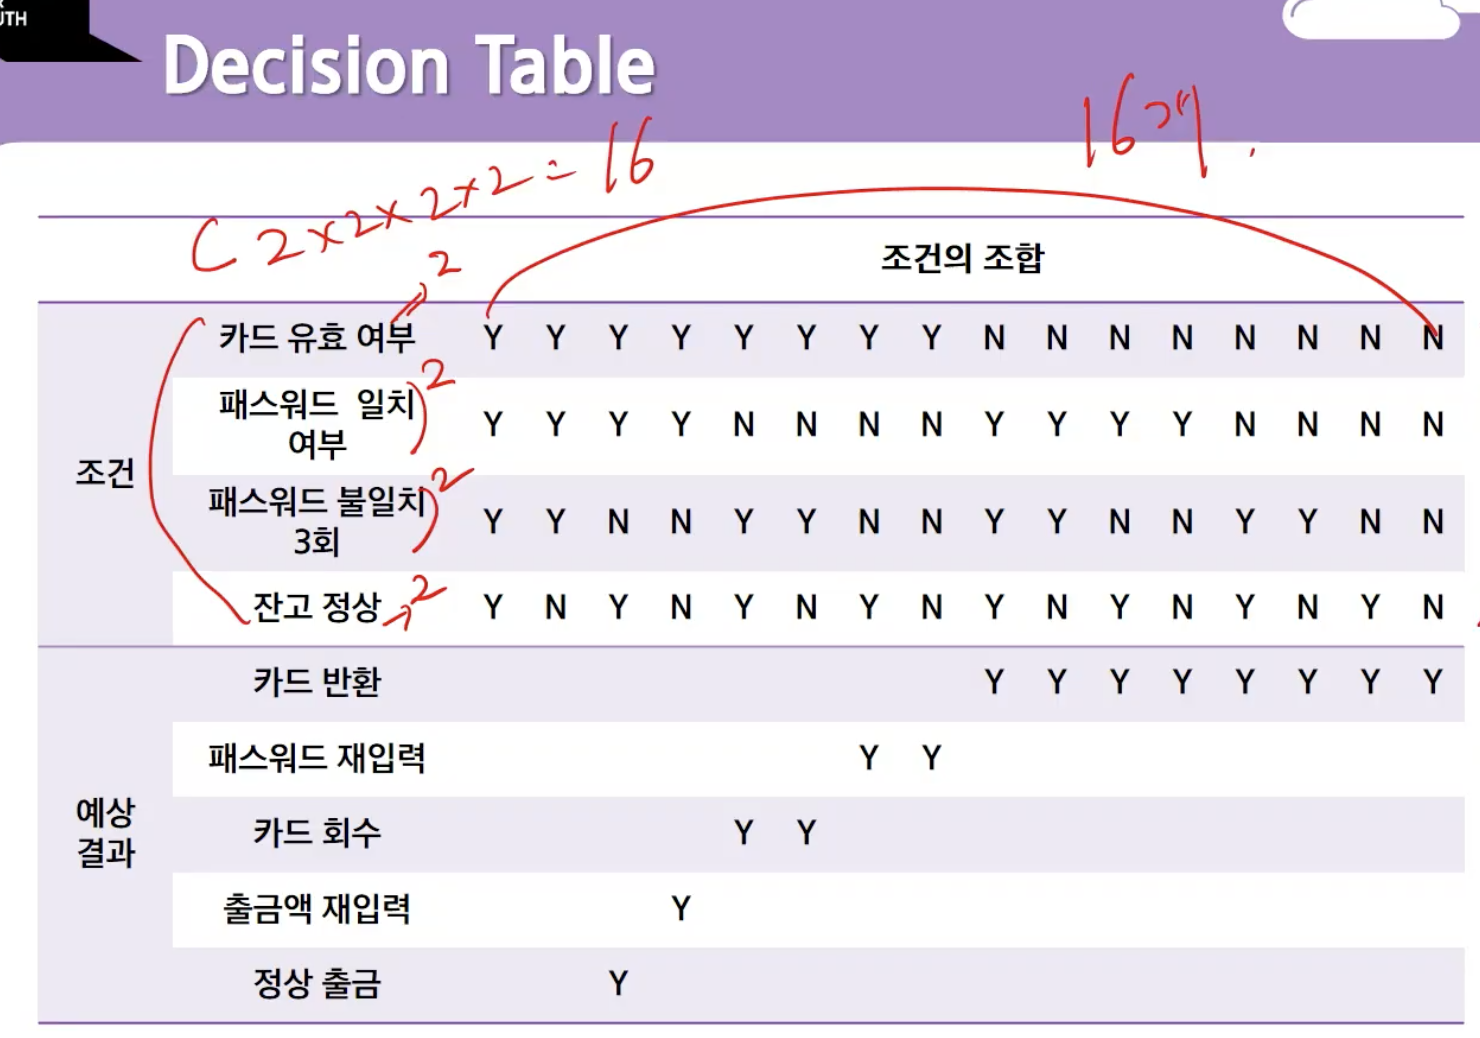 UTH
Decision Table
16개.
( 2×2×2×2 = 16
조건의 조합
2
카드 유효 여부 Y Y Y Y Y Y Y Y N N N N N N N N
패스워드 일치 2
여부 Y Y Y Y N N N N Y Y Y Y N N N N
조건
패스워드 불일치 2
3회 Y Y N N Y Y N N Y Y N N Y Y N N
잔고 정상 2 Y N Y N Y N Y N Y N Y N Y N Y N
카드 반환 Y Y Y Y Y Y Y Y
패스워드 재입력 Y Y
예상
결과
카드 회수 Y Y
출금액 재입력 Y
정상 출금 Y